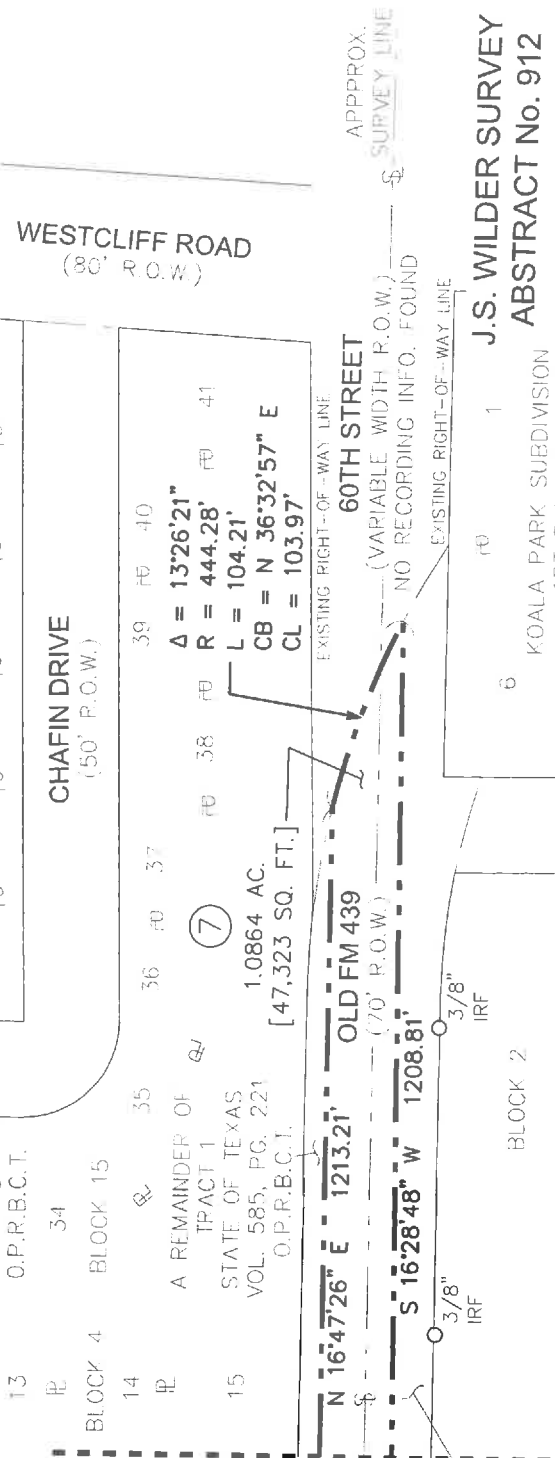 WESTCLIFF ROAD
(80' R.O.W.)
CHAFIN DRIVE
(50' R.O.W.)
APPPROX.
SURVEY LINE
J.S. WILDER SURVEY
ABSTRACT No. 912
60TH STREET
(VARIABLE WIDTH R.O.W.)
NO RECORDING INFO. FOUND
EXISTING RIGHT-OF-WAY LINE
EXISTING RIGHT-OF-WAY LINE
Δ = 13°26'21"
R = 444.28'
L = 104.21'
CB = N 36°32'57" E
CL = 103.97'
35
36
37
38
39
40
41
7
1.0864 AC.
[47,323 SQ. FT.]
OLD FM 439
(70' R.O.W.)
A REMAINDER OF
TRACT 1
STATE OF TEXAS
VOL. 585, PG. 221
O.P.R.B.C.T.
O.P.R.B.C.T.
34
BLOCK 15
13
BLOCK 4
14
15
N 16°47'26" E 1213.21'
S 16°28'48" W 1208.81'
3/8"
IRF
3/8"
IRF
BLOCK 2
6
1
KOALA PARK SUBDIVISION